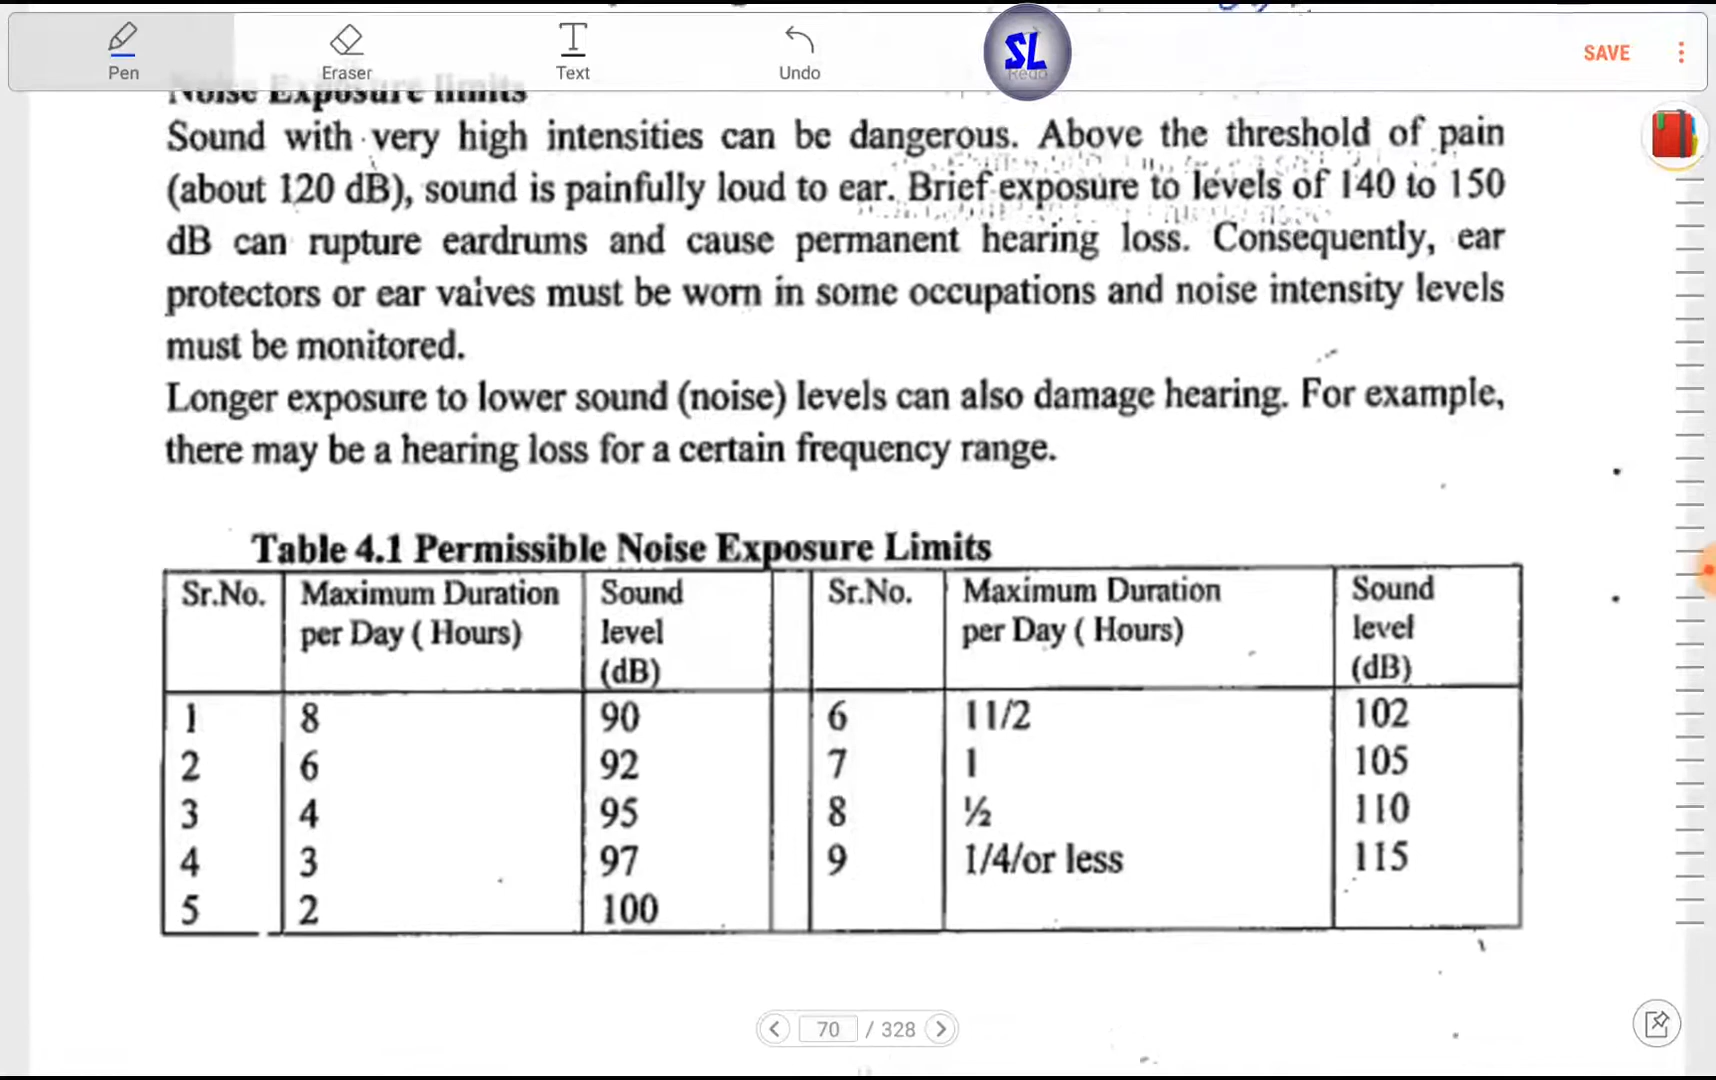 Pen
Eraser
Text
Undo
SL
Read
SAVE
Noise Exposure limits
Sound with very high intensities can be dangerous. Above the threshold of pain
(about 120 dB), sound is painfully loud to ear. Brief exposure to levels of 140 to 150
dB can rupture eardrums and cause permanent hearing loss. Consequently, ear
protectors or ear valves must be worn in some occupations and noise intensity levels
must be monitored.
Longer exposure to lower sound (noise) levels can also damage hearing. For example,
there may be a hearing loss for a certain frequency range.
Table 4.1 Permissible Noise Exposure Limits
Sr.No. Maximum Duration Sound Sr.No. Maximum Duration Sound
per Day ( Hours) level per Day ( Hours) level
(dB) (dB)
1 8 90 6 11/2 102
2 6 92 7 1 105
3 4 95 8 ½ 110
4 3 97 9 1/4/or less 115
5 2 100
70 / 328